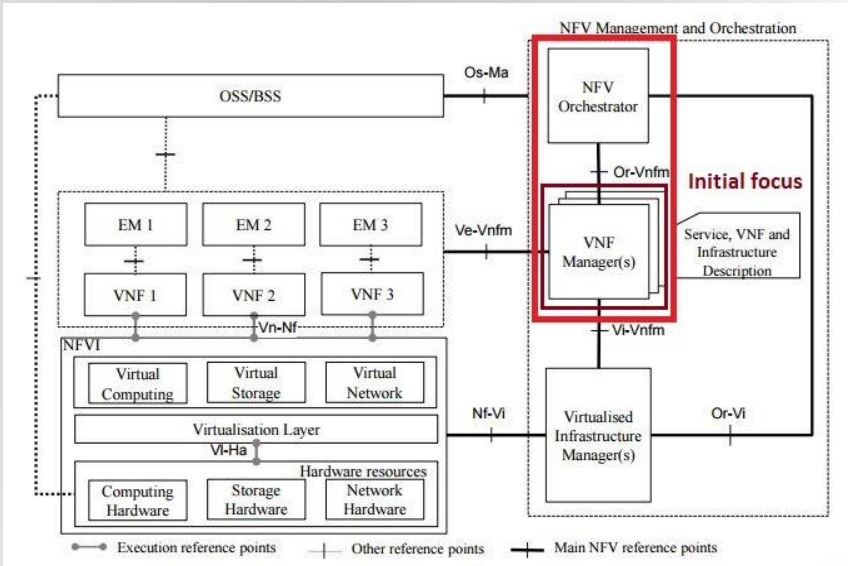 NFV Management and Orchestration
Os-Ma
OSS/BSS
NFV
Orchestrator
Or-Vnfm
Initial focus
EM 1
EM 2
EM 3
Ve-Vnfm
VNF
Manager(s)
Service, VNF and
Infrastructure
Description
VNF 1
VNF 2
VNF 3
Vn-Nf
Vi-Vnfm
NFVI
Virtual
Computing
Virtual
Storage
Virtual
Network
Nf-Vi
Virtualised
Infrastructure
Manager(s)
Or-Vi
Virtualisation Layer
Vl-Ha
Hardware resources
Computing
Hardware
Storage
Hardware
Network
Hardware
Execution reference points
Other reference points
Main NFV reference points